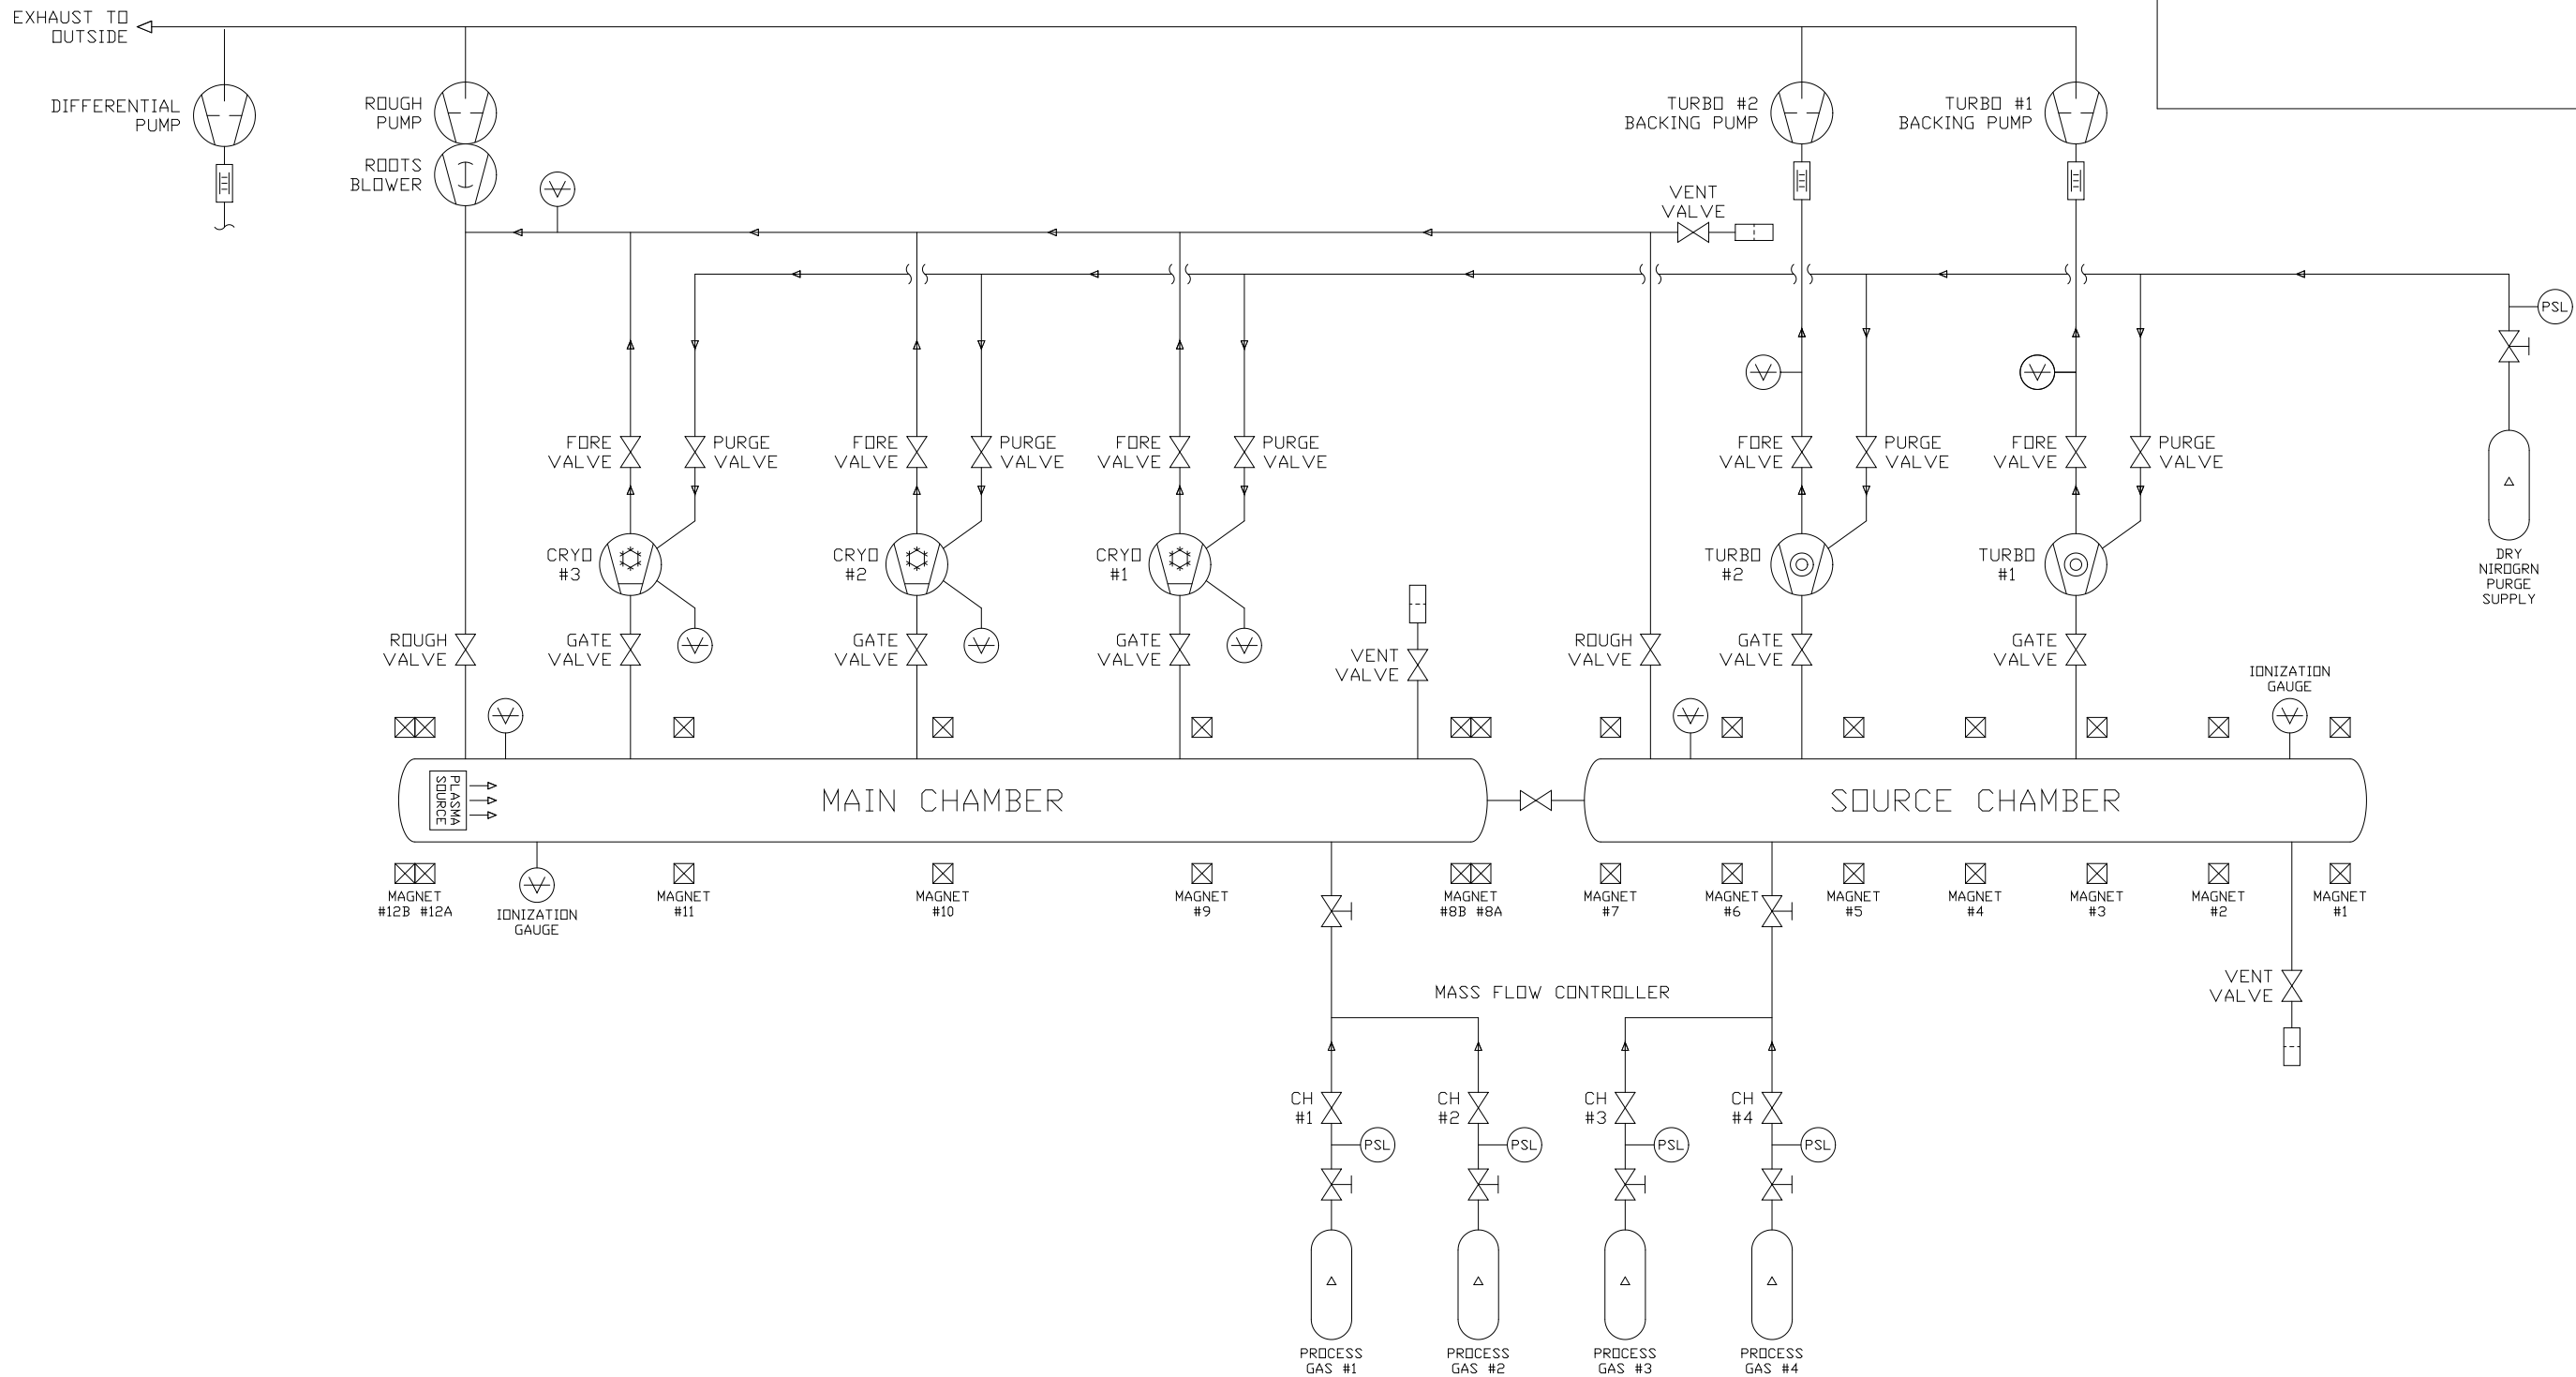 EXHAUST TO
OUTSIDE
DIFFERENTIAL
PUMP
ROUGH
PUMP
ROOTS
BLOWER
TURBO #2
BACKING PUMP
TURBO #1
BACKING PUMP
VENT
VALVE
PSL
FORE
VALVE
PURGE
VALVE
FORE
VALVE
PURGE
VALVE
FORE
VALVE
PURGE
VALVE
FORE
VALVE
PURGE
VALVE
FORE
VALVE
PURGE
VALVE
CRYO
#3
CRYO
#2
CRYO
#1
TURBO
#2
TURBO
#1
DRY
NIROGRN
PURGE
SUPPLY
ROUGH
VALVE
GATE
VALVE
GATE
VALVE
GATE
VALVE
VENT
VALVE
ROUGH
VALVE
GATE
VALVE
GATE
VALVE
IONIZATION
GAUGE
PLASMA
SOURCE
MAIN CHAMBER
SOURCE CHAMBER
MAGNET
#12B #12A
IONIZATION
GAUGE
MAGNET
#11
MAGNET
#10
MAGNET
#9
MAGNET
#8B #8A
MAGNET
#7
MAGNET
#6
MAGNET
#5
MAGNET
#4
MAGNET
#3
MAGNET
#2
MAGNET
#1
MASS FLOW CONTROLLER
VENT
VALVE
CH
#1
CH
#2
CH
#3
CH
#4
PSL
PSL
PSL
PSL
PROCESS
GAS #1
PROCESS
GAS #2
PROCESS
GAS #3
PROCESS
GAS #4